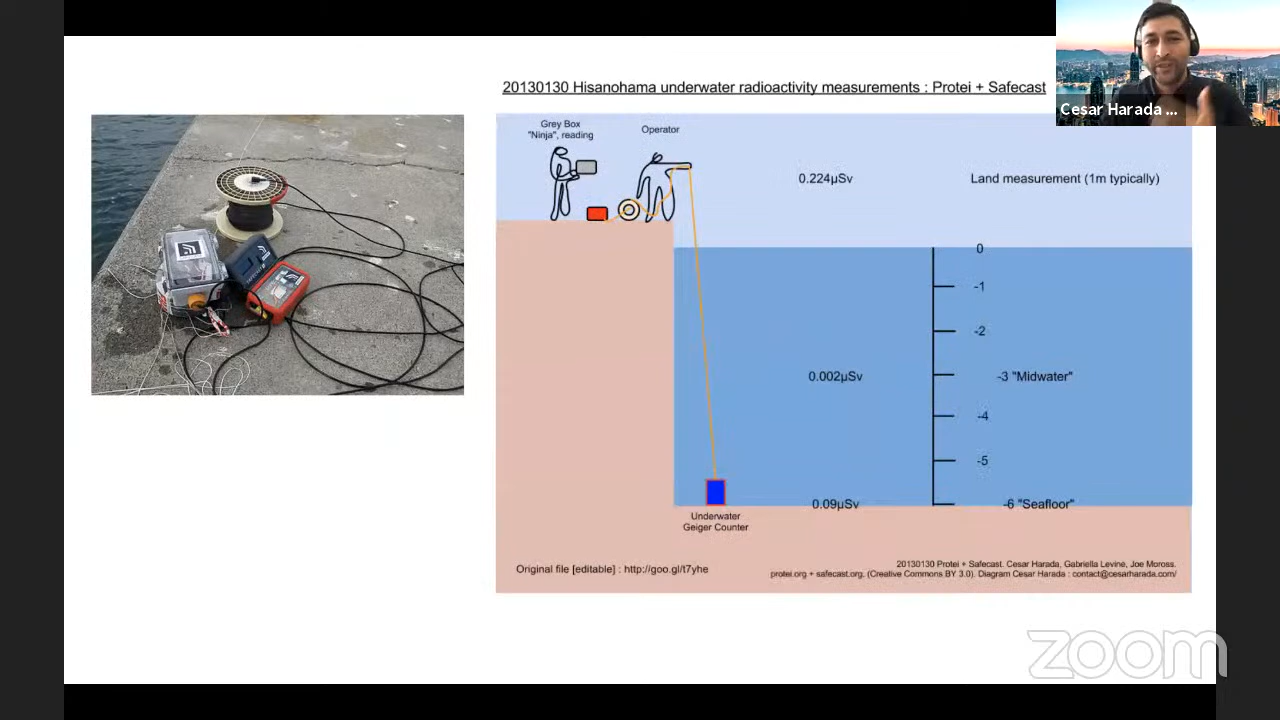 Cesar Harada ...
20130130 Hisanohama underwater radioactivity measurements : Protei + Safecast
Grey Box
"Ninja", reading
Operator
0.224µSv
Land measurement (1m typically)
0
-1
-2
0.002µSv
-3 "Midwater"
-4
-5
0.09µSv
-6 "Seafloor"
Underwater
Geiger Counter
Original file [editable] : http://goo.gl/t7yhe
20130130 Protei + Safecast. Cesar Harada, Gabriella Levine, Joe Moross.
protei.org + safecast.org, (Creative Commons BY 3.0). Diagram Cesar Harada : contact@cesarharada.com/
zoom